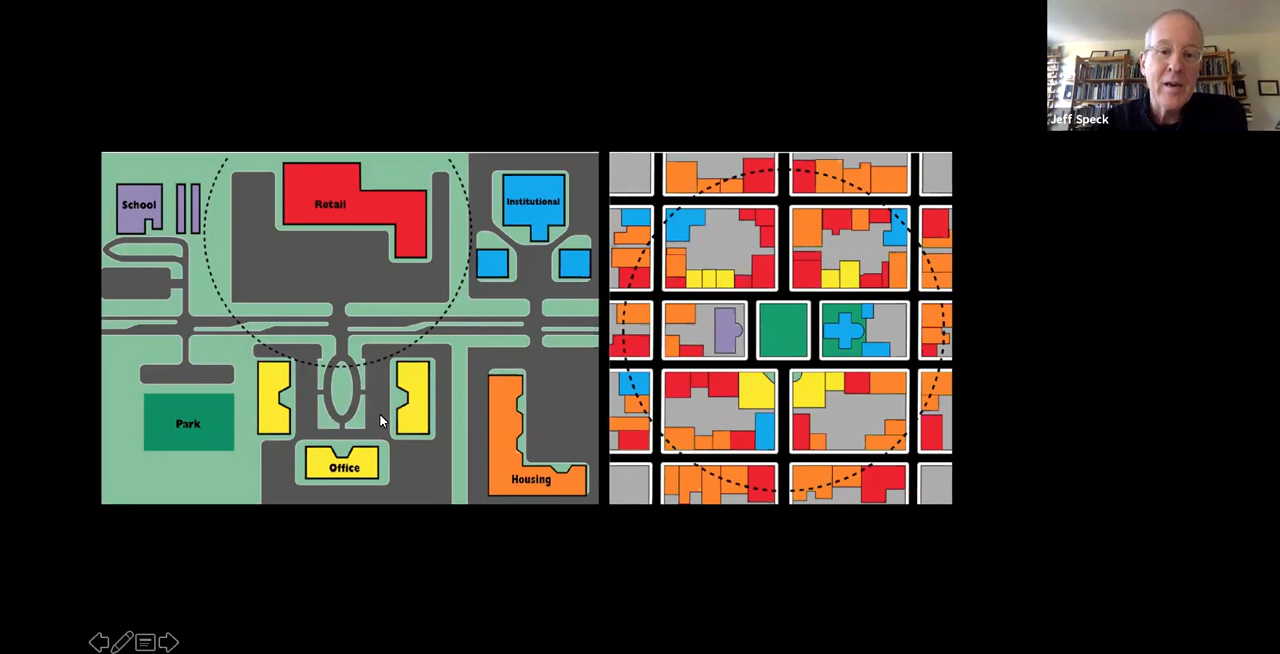 Jeff Speck
School
Retail
Institutional
Park
Office
Housing